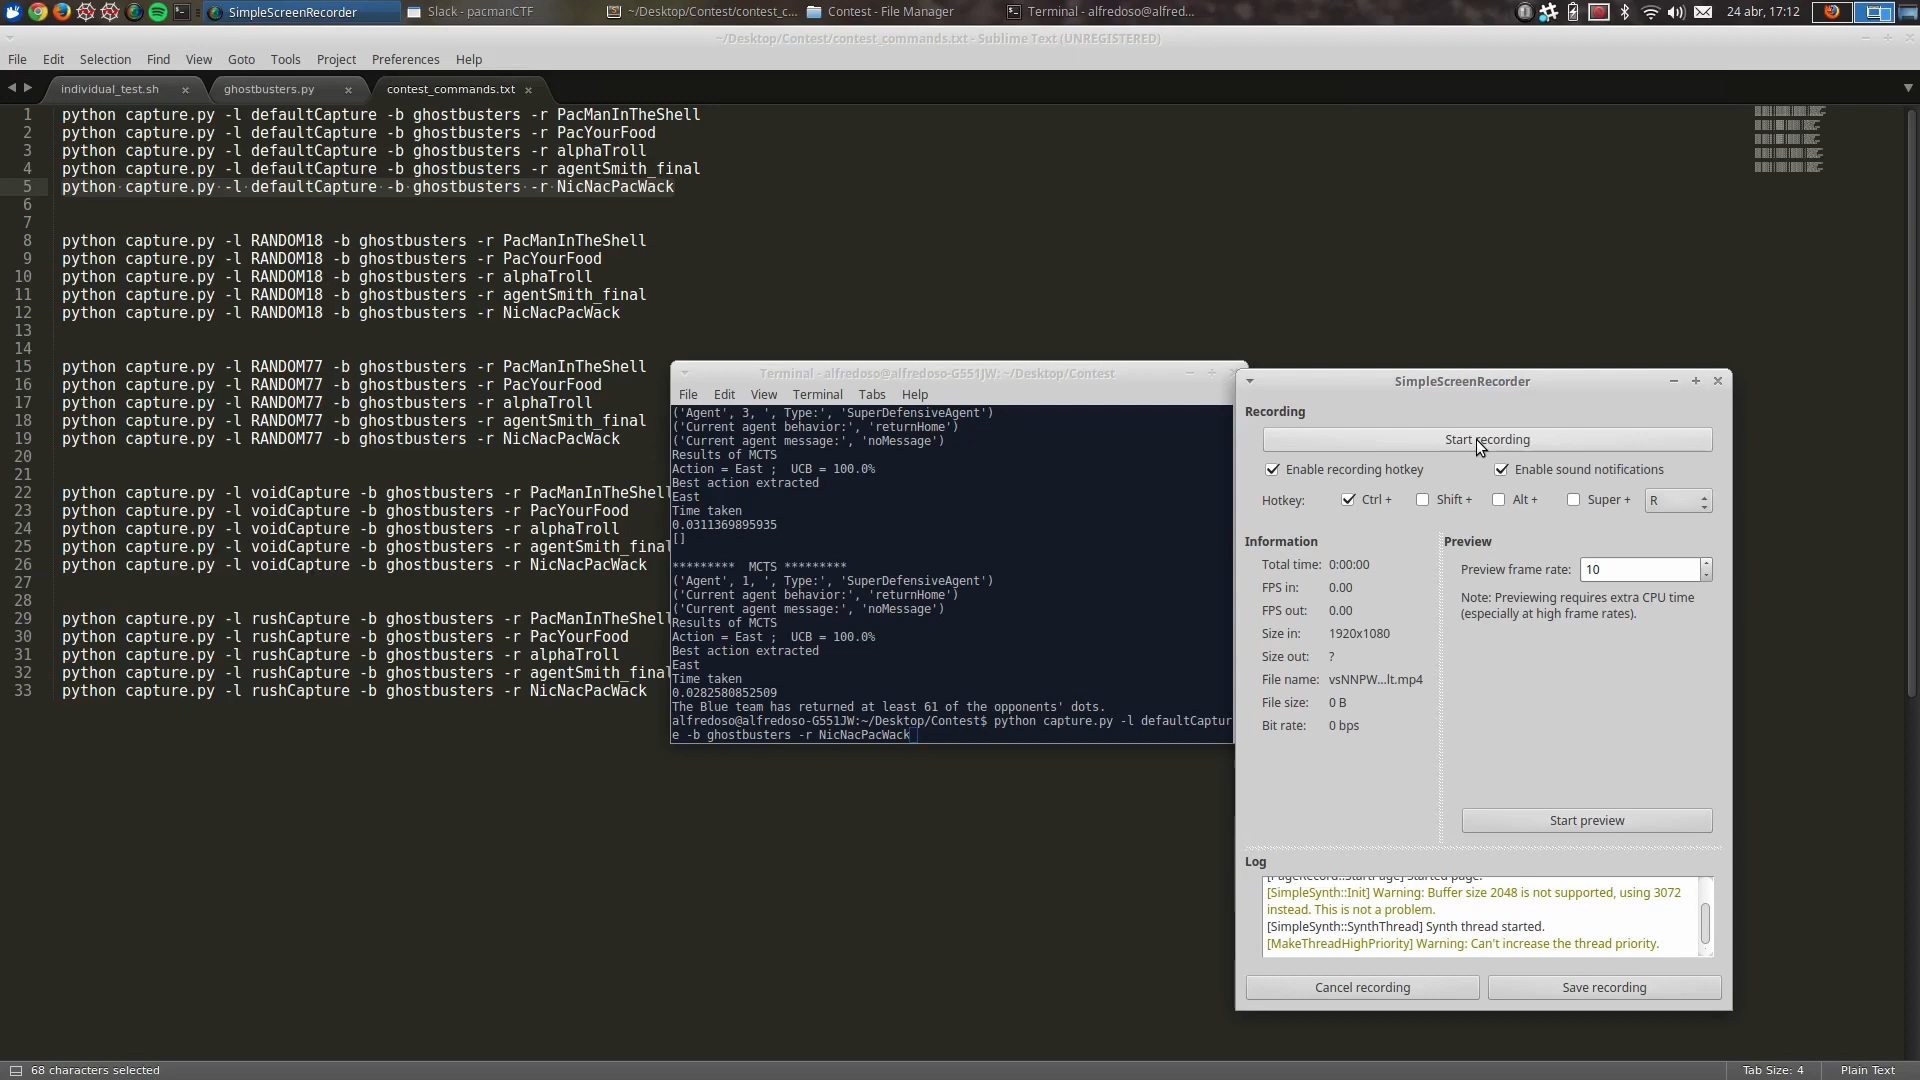 SimpleScreenRecorder
Slack - pacmanCTF
~/Desktop/Contest/contest_c...
Contest - File Manager
Terminal - alfredoso@alfred...
24 abr, 17:12
~/Desktop/Contest/contest_commands.txt - Sublime Text (UNREGISTERED)
File Edit Selection Find View Goto Tools Project Preferences Help
individual_test.sh ghostbusters.py contest_commands.txt
1 python capture.py -l defaultCapture -b ghostbusters -r PacManInTheShell
2 python capture.py -l defaultCapture -b ghostbusters -r PacYourFood
3 python capture.py -l defaultCapture -b ghostbusters -r alphaTroll
4 python capture.py -l defaultCapture -b ghostbusters -r agentSmith_final
5 python capture.py -l defaultCapture -b ghostbusters -r NicNacPacWack
6
7
8 python capture.py -l RANDOM18 -b ghostbusters -r PacManInTheShell
9 python capture.py -l RANDOM18 -b ghostbusters -r PacYourFood
10 python capture.py -l RANDOM18 -b ghostbusters -r alphaTroll
11 python capture.py -l RANDOM18 -b ghostbusters -r agentSmith_final
12 python capture.py -l RANDOM18 -b ghostbusters -r NicNacPacWack
13
14
15 python capture.py -l RANDOM77 -b ghostbusters -r PacManInTheShell
16 python capture.py -l RANDOM77 -b ghostbusters -r PacYourFood
17 python capture.py -l RANDOM77 -b ghostbusters -r alphaTroll
18 python capture.py -l RANDOM77 -b ghostbusters -r agentSmith_final
19 python capture.py -l RANDOM77 -b ghostbusters -r NicNacPacWack
20
21
22 python capture.py -l voidCapture -b ghostbusters -r PacManInTheShell
23 python capture.py -l voidCapture -b ghostbusters -r PacYourFood
24 python capture.py -l voidCapture -b ghostbusters -r alphaTroll
25 python capture.py -l voidCapture -b ghostbusters -r agentSmith_final
26 python capture.py -l voidCapture -b ghostbusters -r NicNacPacWack
27
28
29 python capture.py -l rushCapture -b ghostbusters -r PacManInTheShell
30 python capture.py -l rushCapture -b ghostbusters -r PacYourFood
31 python capture.py -l rushCapture -b ghostbusters -r alphaTroll
32 python capture.py -l rushCapture -b ghostbusters -r agentSmith_final
33 python capture.py -l rushCapture -b ghostbusters -r NicNacPacWack
Terminal - alfredoso@alfredoso-G551JW: ~/Desktop/Contest
File Edit View Terminal Tabs Help
('Agent', 3, ', Type:', 'SuperDefensiveAgent')
('Current agent behavior:', 'returnHome')
('Current agent message:', 'noMessage')
Results of MCTS
Action = East ;  UCB = 100.0%
Best action extracted
East
Time taken
0.0311369895935
[]
*********  MCTS *********
('Agent', 1, ', Type:', 'SuperDefensiveAgent')
('Current agent behavior:', 'returnHome')
('Current agent message:', 'noMessage')
Results of MCTS
Action = East ;  UCB = 100.0%
Best action extracted
East
Time taken
0.0282580852509
The Blue team has returned at least 61 of the opponents' dots.
alfredoso@alfredoso-G551JW:~/Desktop/Contest$ python capture.py -l defaultCaptur
e -b ghostbusters -r NicNacPacWack
SimpleScreenRecorder
Recording
Start recording
Enable recording hotkey Enable sound notifications
Hotkey: Ctrl + Shift + Alt + Super + R
Information
Total time: 0:00:00
FPS in: 0.00
FPS out: 0.00
Size in: 1920x1080
Size out: ?
File name: vsNNPW...lt.mp4
File size: 0 B
Bit rate: 0 bps
Preview
Preview frame rate: 10
Note: Previewing requires extra CPU time
(especially at high frame rates).
Start preview
Log
[PageRecord::StartPage] Started page.
[SimpleSynth::Init] Warning: Buffer size 2048 is not supported, using 3072
instead. This is not a problem.
[SimpleSynth::SynthThread] Synth thread started.
[MakeThreadHighPriority] Warning: Can't increase the thread priority.
Cancel recording Save recording
68 characters selected
Tab Size: 4 Plain Text